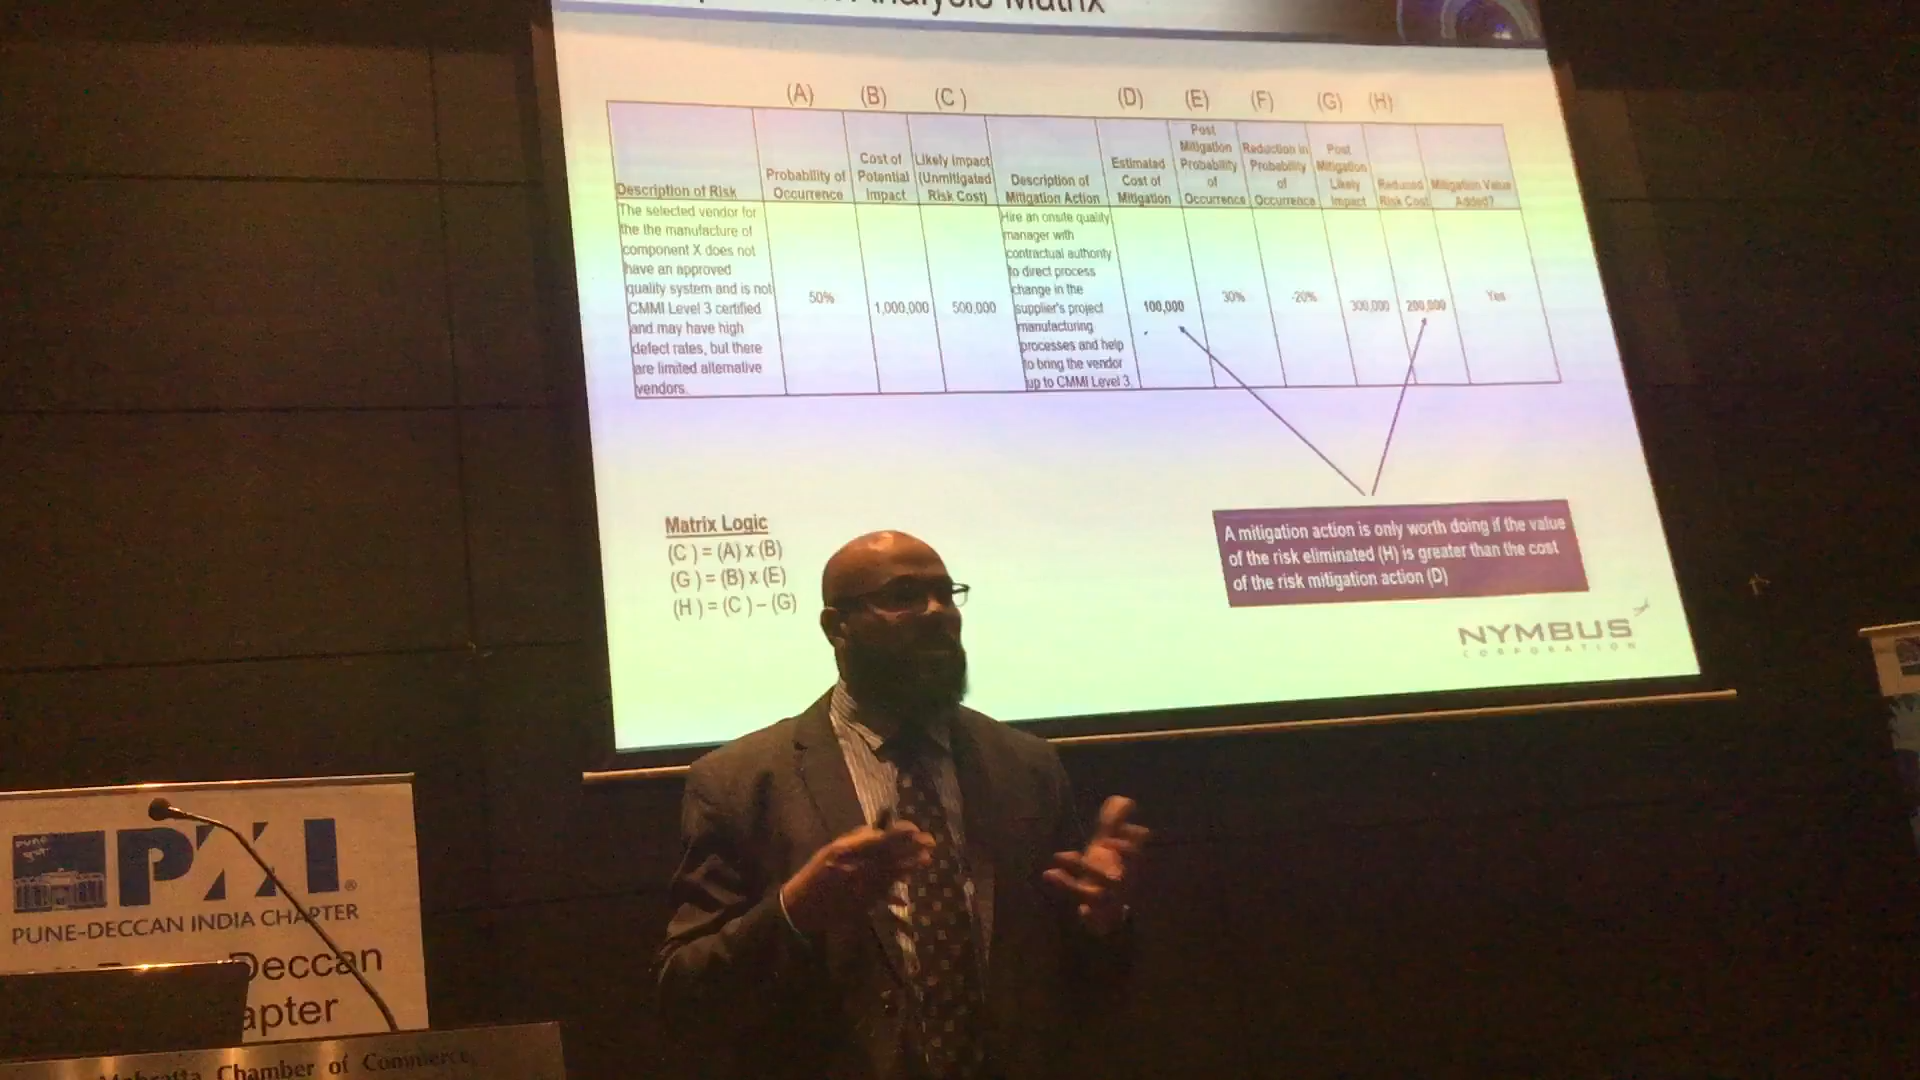 Analysis Matrix
(A) (B) (C ) (D) (E) (F) (G) (H)
Description of Risk
Probability of
Occurrence
Cost of
Potential
Impact
Likely Impact
(Unmitigated
Risk Cost)
Description of
Mitigation Action
Estimated
Cost of
Mitigation
Post
Mitigation
Probability
of
Occurrence
Reduction in
Probability
of
Occurrence
Post
Mitigation
Likely
Impact
Reduced
Risk Cost
Mitigation Value
Added?
The selected vendor for
the the manufacture of
component X does not
have an approved
quality system and is not
CMMI Level 3 certified
and may have high
defect rates, but there
are limited alternative
vendors.
50%
1,000,000
500,000
Hire an onsite quality
manager with
contractual authority
to direct process
change in the
supplier's project
manufacturing
processes and help
to bring the vendor
up to CMMI Level 3.
100,000
30%
-20%
300,000
200,000
Yes
Matrix Logic
(C ) = (A) x (B)
(G ) = (B) x (E)
(H ) = (C ) – (G)
A mitigation action is only worth doing if the value
of the risk eliminated (H) is greater than the cost
of the risk mitigation action (D)
NYMBUS
CORPORATION
PUNE
पुणे
PMI®
PUNE-DECCAN INDIA CHAPTER
Deccan
apter
Mahratta Chamber of Commerce,